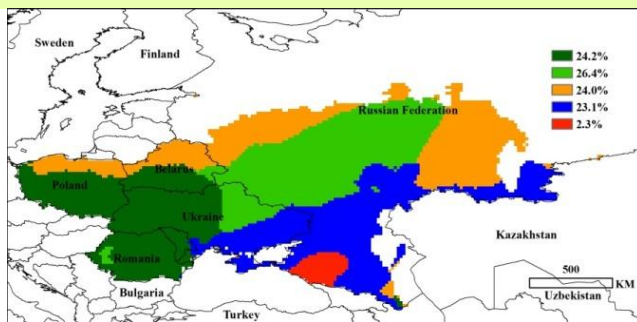 Sweden
Finland
24.2%
26.4%
24.0%
23.1%
2.3%
Russian Federation
Belarus
Poland
Ukraine
Kazakhstan
Romania
500
KM
Bulgaria
Uzbekistan
Turkey